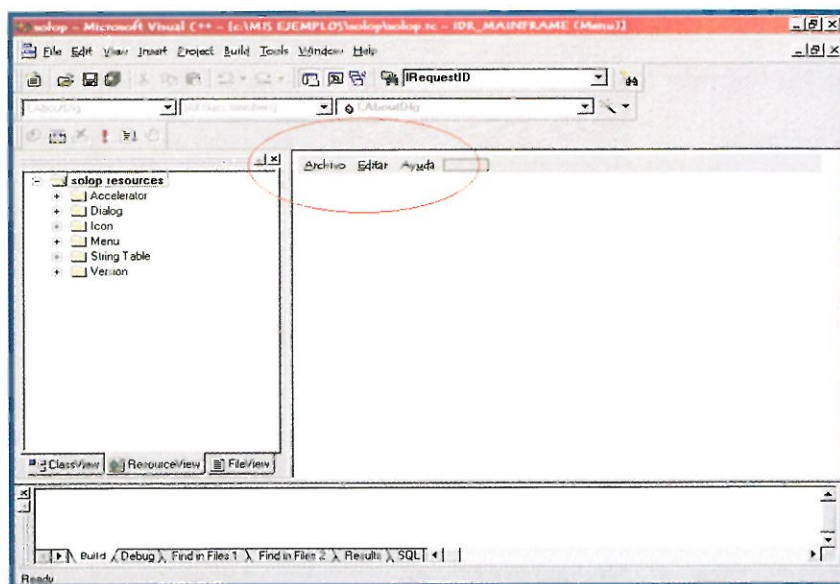 solop - Microsoft Visual C++ - [c:\MIS EJEMPLOS\solop\solop.rc - IDR_MAINFRAME (Menu)]
File Edit View Insert Project Build Tools Window Help
IRequestID
CAboutDlg CAboutDlg
Archivo Editar Ayuda
solop resources
Accelerator
Dialog
Icon
Menu
String Table
Version
ClassView ResourceView FileView
Build Debug Find in Files 1 Find in Files 2 Results SQL
Ready